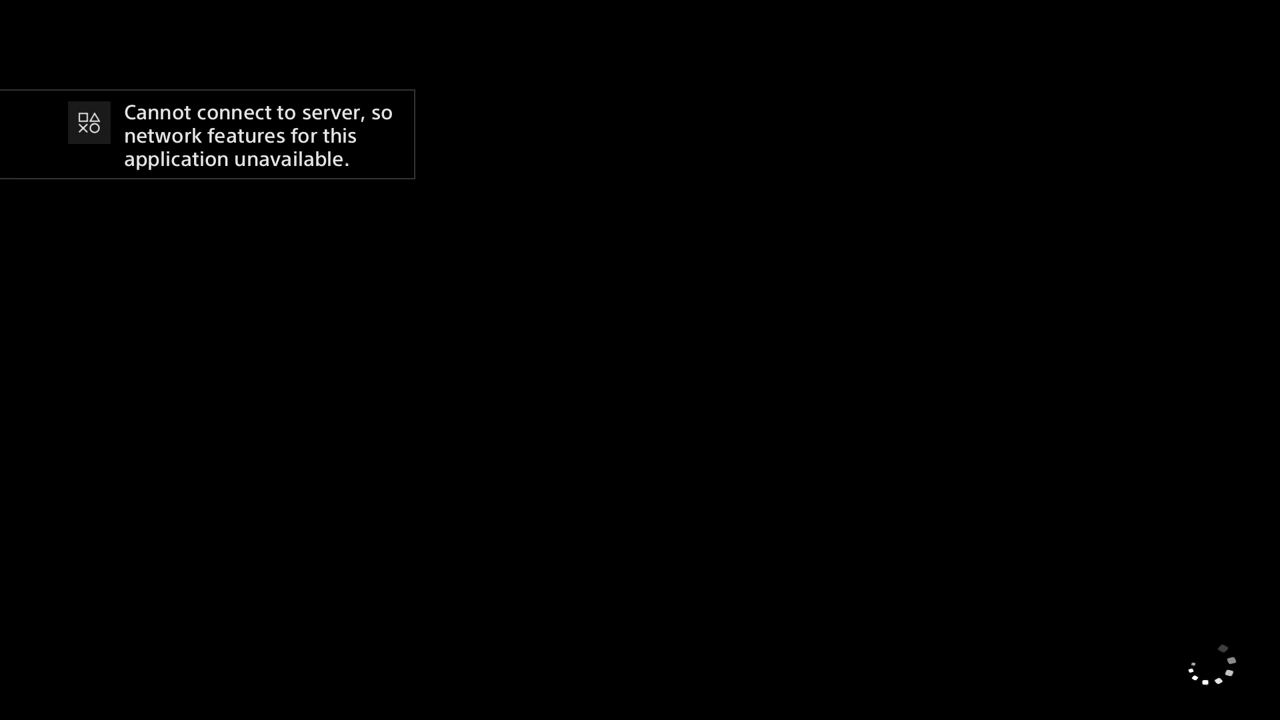 Cannot connect to server, so
network features for this
application unavailable.